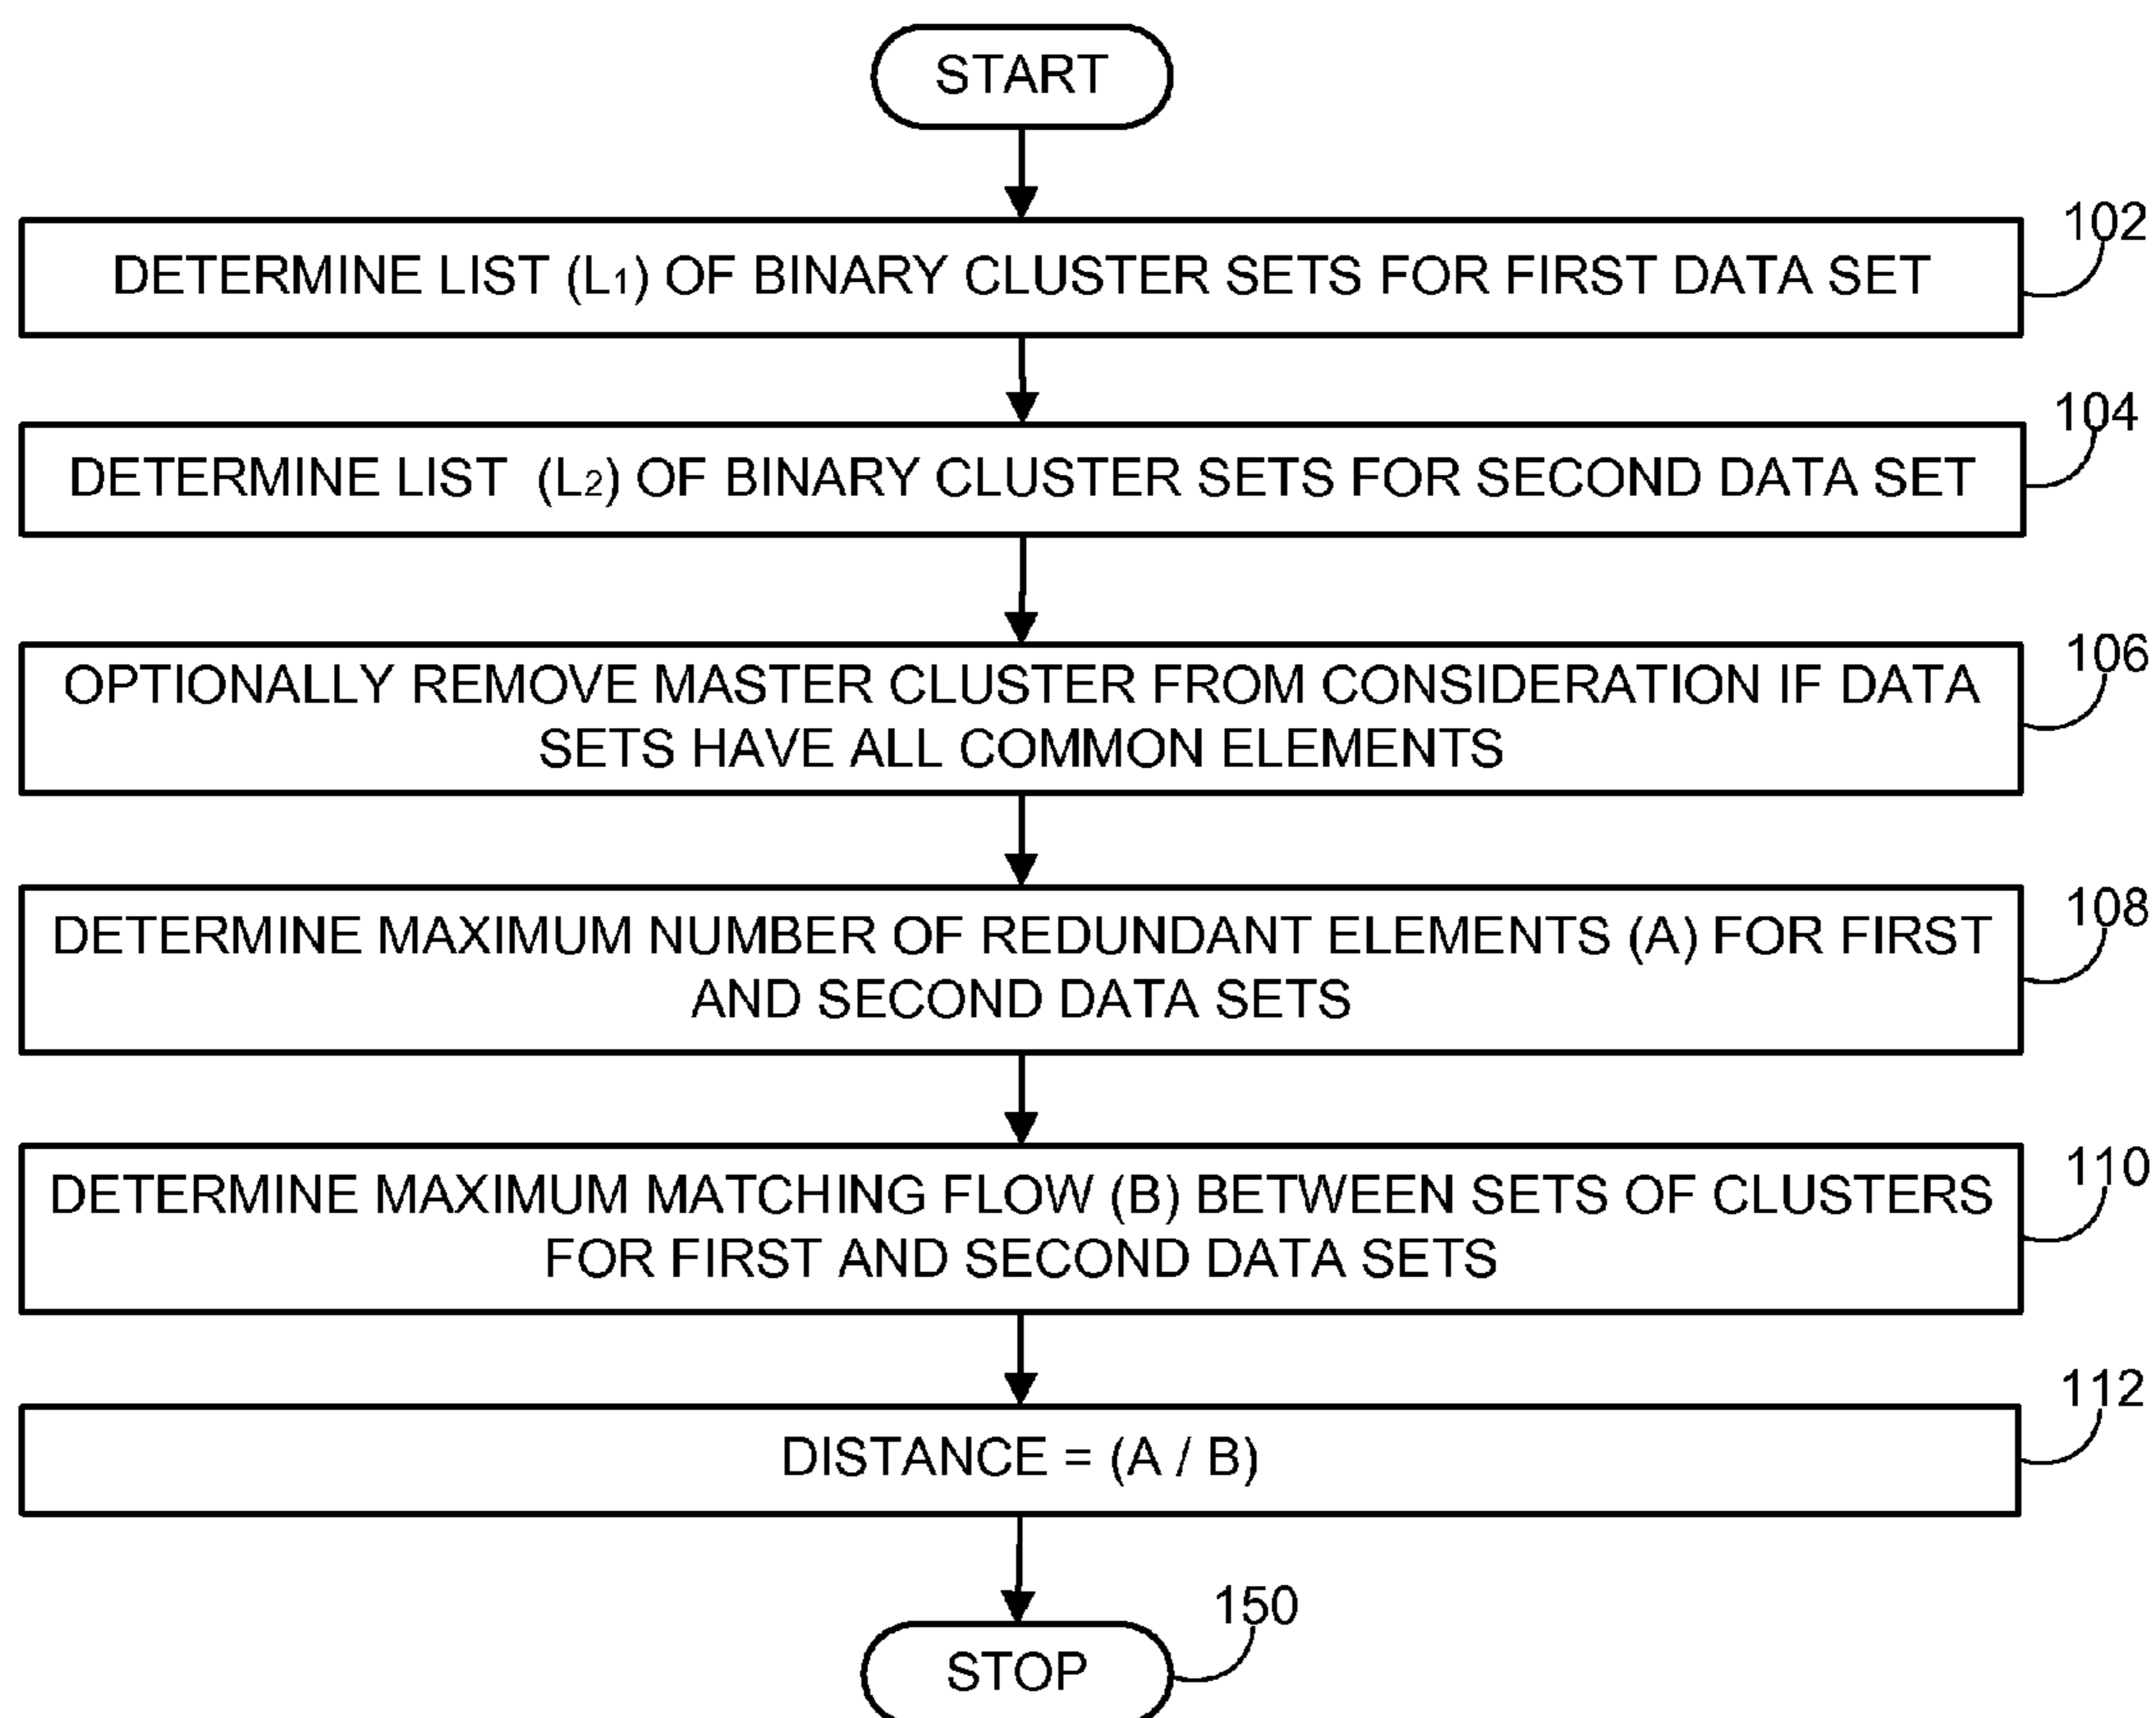 START
102
DETERMINE LIST (L1) OF BINARY CLUSTER SETS FOR FIRST DATA SET
104
DETERMINE LIST (L2) OF BINARY CLUSTER SETS FOR SECOND DATA SET
106
OPTIONALLY REMOVE MASTER CLUSTER FROM CONSIDERATION IF DATA
SETS HAVE ALL COMMON ELEMENTS
108
DETERMINE MAXIMUM NUMBER OF REDUNDANT ELEMENTS (A) FOR FIRST
AND SECOND DATA SETS
110
DETERMINE MAXIMUM MATCHING FLOW (B) BETWEEN SETS OF CLUSTERS
FOR FIRST AND SECOND DATA SETS
112
DISTANCE = (A / B)
150
STOP